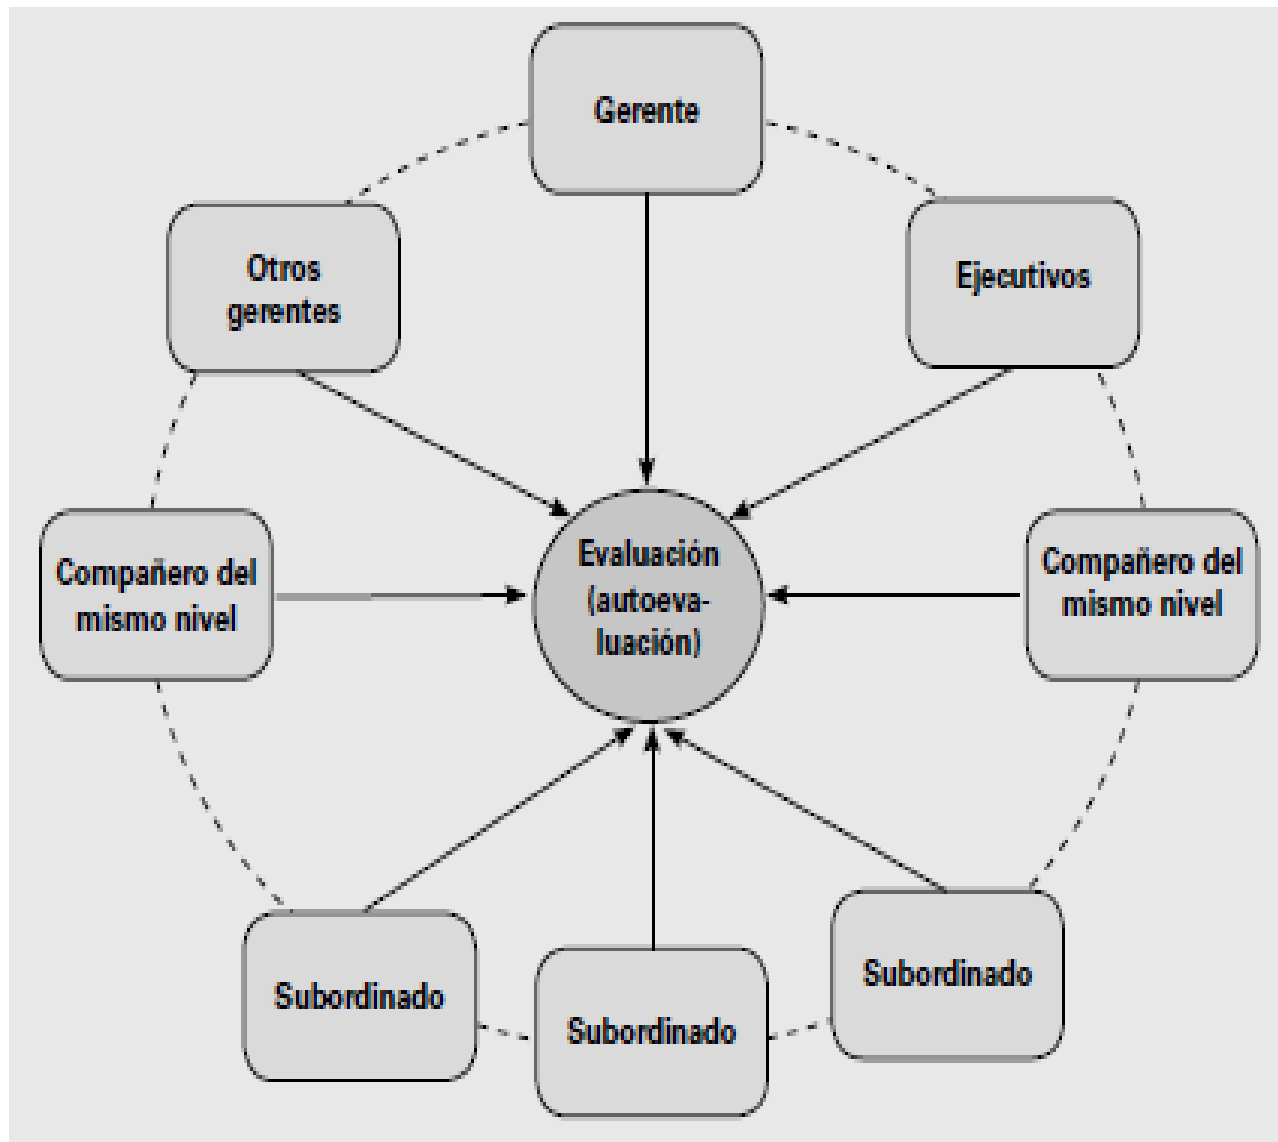 Gerente
Otros
gerentes
Ejecutivos
Compañero del
mismo nivel
Evaluación
(autoeva-
luación)
Compañero del
mismo nivel
Subordinado
Subordinado
Subordinado